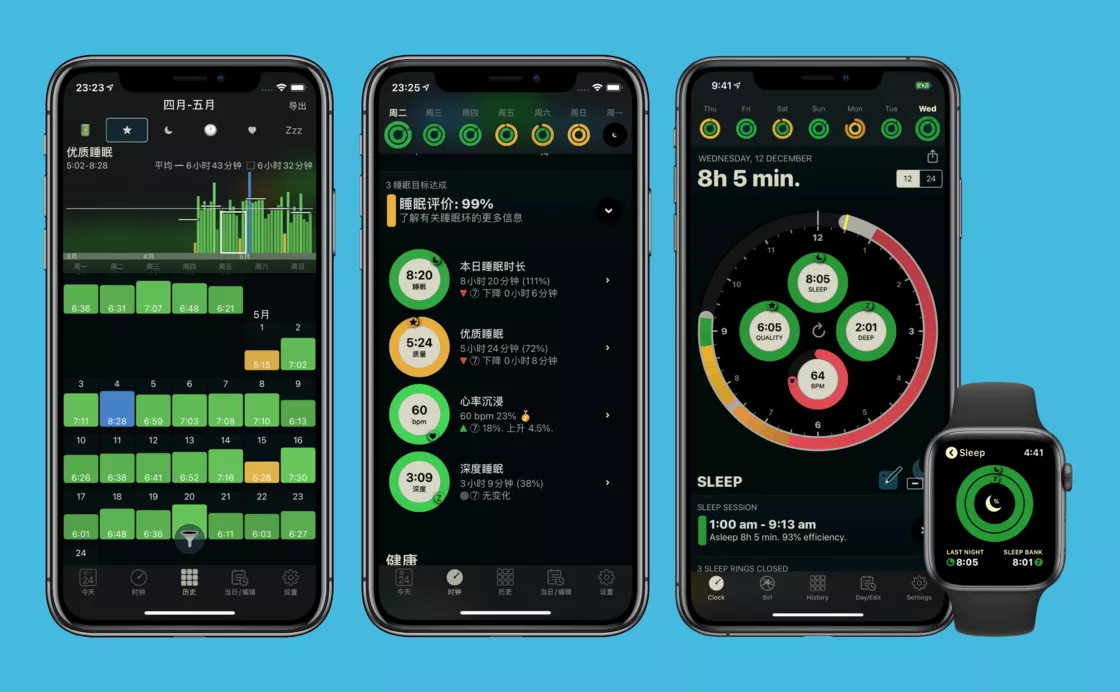 23:23
四月-五月
导出
Zzz
优质睡眠
5:02-8:28
平均 — 6小时43分钟 6小时32分钟
3月 4月 5月
周一 周二 周三 周四 周五 周六 周日
6:36 6:31 7:07 6:48 6:21
5月
1 2
5:15 7:02
3 4 5 6 7 8 9
7:11 8:28 6:59 7:03 7:08 7:10 6:13
10 11 12 13 14 15 16
6:26 6:38 6:41 6:52 7:16 5:28 7:30
17 18 19 20 21 22 23
6:01 6:48 6:36 6:11 6:03 6:27
24
24
今天 时钟 历史 当日/编辑 设置
23:25
周二 周三 周四 周五 周六 周日 周一
3 睡眠目标达成
睡眠评价: 99%
了解有关睡眠环的更多信息
8:20
睡眠
本日睡眠时长
8小时20分钟 (111%)
▼⑦ 下降 0小时6分钟
5:24
质量
优质睡眠
5小时24分钟 (72%)
▼⑦ 下降 0小时8分钟
60
bpm
心率沉浸
60 bpm 23%
▲⑦ 18%. 上升 4.5%.
3:09
深度
深度睡眠
3小时9分钟 (38%)
⑦ 无变化
健康
24
今天 时钟 历史 当日/编辑 设置
9:41
Thu Fri Sat Sun Mon Tue Wed
WEDNESDAY, 12 DECEMBER
8h 5 min.
12 24
12
11 1
10 2
9 3
8 4
7 5
6
8:05
SLEEP
6:05
QUALITY
2:01
DEEP
64
BPM
SLEEP
SLEEP SESSION
1:00 am - 9:13 am
Asleep 8h 5 min. 93% efficiency.
3 SLEEP RINGS CLOSED
Clock Siri History Day/Edit Settings
Sleep 4:41
%
LAST NIGHT SLEEP BANK
8:05 8:01 ⑦